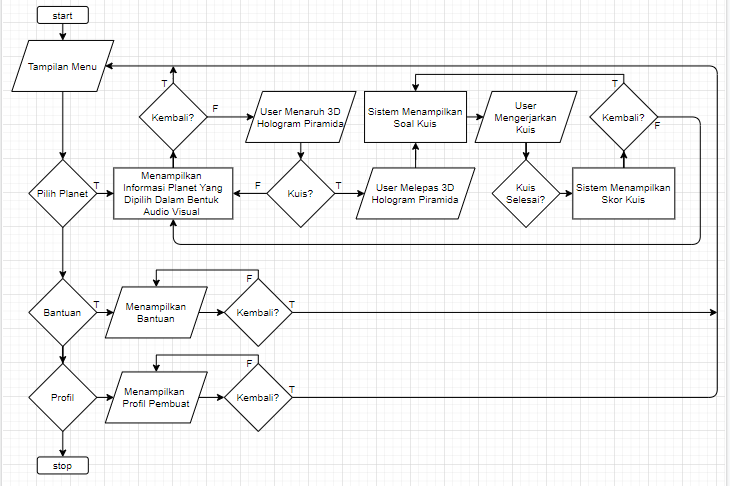 start
Tampilan Menu
T
Kembali?
F
User Menaruh 3D
Hologram Piramida
Sistem Menampilkan
Soal Kuis
User
Mengerjarkan
Kuis
T
Kembali?
F
Pilih Planet
T
Menampilkan
Informasi Planet Yang
Dipilih Dalam Bentuk
Audio Visual
F
Kuis?
T
User Melepas 3D
Hologram Piramida
Kuis
Selesai?
Sistem Menampilkan
Skor Kuis
Bantuan
T
Menampilkan
Bantuan
F
Kembali?
T
Profil
Menampilkan
Profil Pembuat
F
Kembali?
T
stop